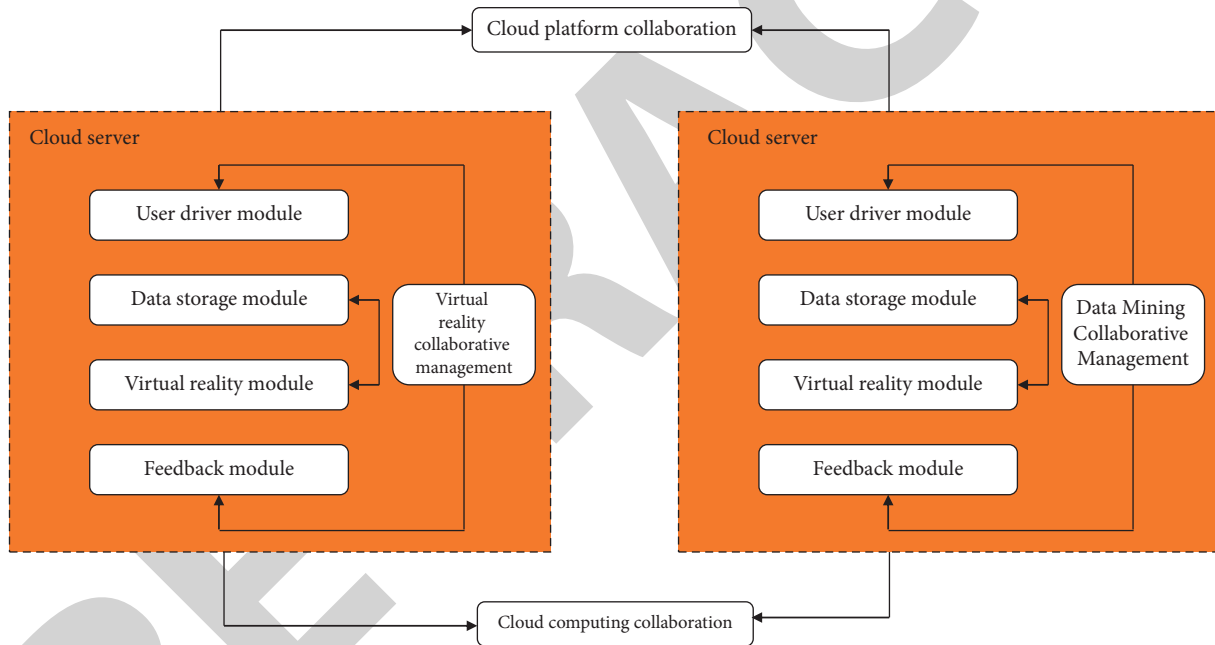 Cloud platform collaboration
Cloud server
User driver module
Data storage module
Virtual reality module
Feedback module
Virtual
reality
collaborative
management
Cloud server
User driver module
Data storage module
Virtual reality module
Feedback module
Data Mining
Collaborative
Management
Cloud computing collaboration